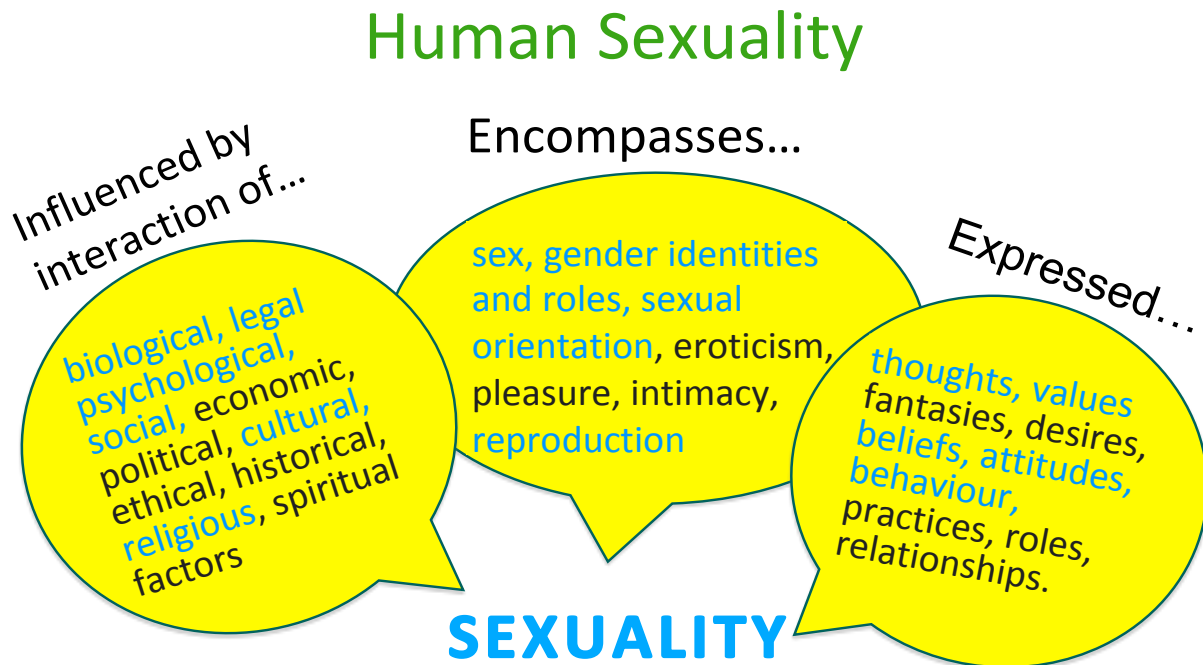 Human Sexuality
Influenced by
interaction of...
biological, legal
psychological,
social, economic,
political, cultural,
ethical, historical,
religious, spiritual
factors
Encompasses...
sex, gender identities
and roles, sexual
orientation, eroticism,
pleasure, intimacy,
reproduction
Expressed...
thoughts, values
fantasies, desires,
beliefs, attitudes,
behaviour,
practices, roles,
relationships.
SEXUALITY